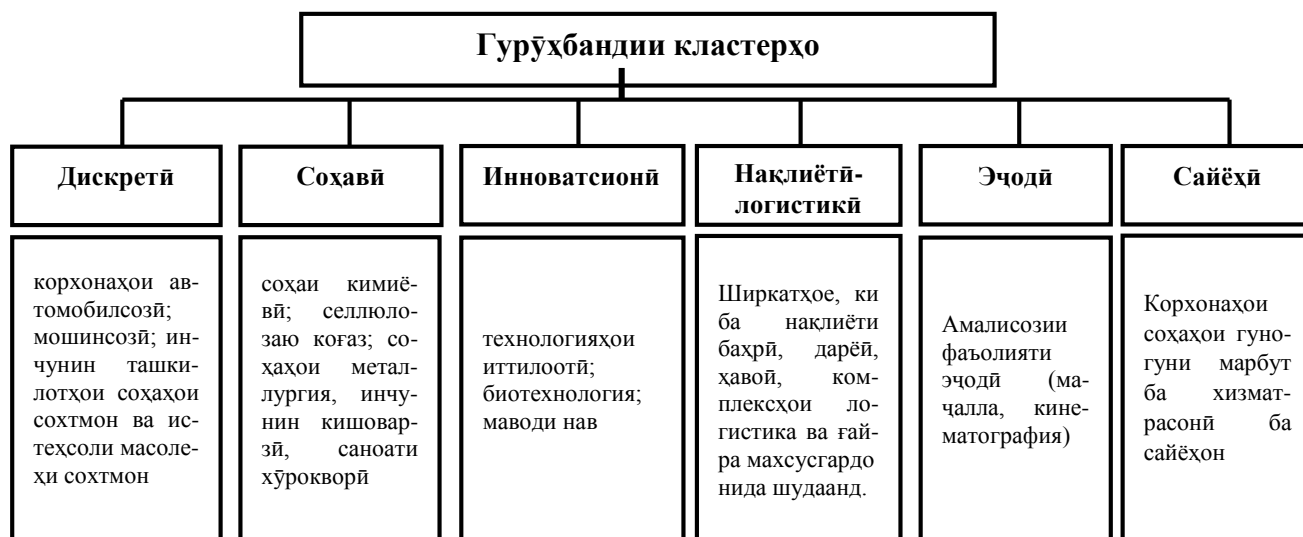 Гурӯҳбандии кластерҳо
Дискретӣ
Соҳавӣ
Инноватсионӣ
Нақлиётӣ-
логистикӣ
Эҷодӣ
Сайёҳӣ
корхонаҳои ав-
томобилсозӣ;
мошинсозӣ; ин-
чунин ташки-
лотҳои соҳаҳои
сохтмон ва ис-
теҳсоли масоле-
ҳи сохтмон
соҳаи кимиё-
вӣ; селлюло-
заю коғаз; со-
ҳаҳои метал-
лургия, инчу-
нин кишовар-
зӣ, саноати
хӯрокворӣ
технологияҳои
иттилоотӣ;
биотехнология;
маводи нав
Ширкатҳое, ки
ба нақлиёти
баҳрӣ, дарёӣ,
ҳавоӣ, ком-
плексҳои ло-
гистика ва ғай-
ра махсусгардо
нида шудаанд.
Амалисозии
фаъолияти
эҷодӣ (ма-
ҷалла, кине-
матография)
Корхонаҳои
соҳаҳои гуно-
гуни марбут
ба хизмат-
расонӣ ба
сайёҳон